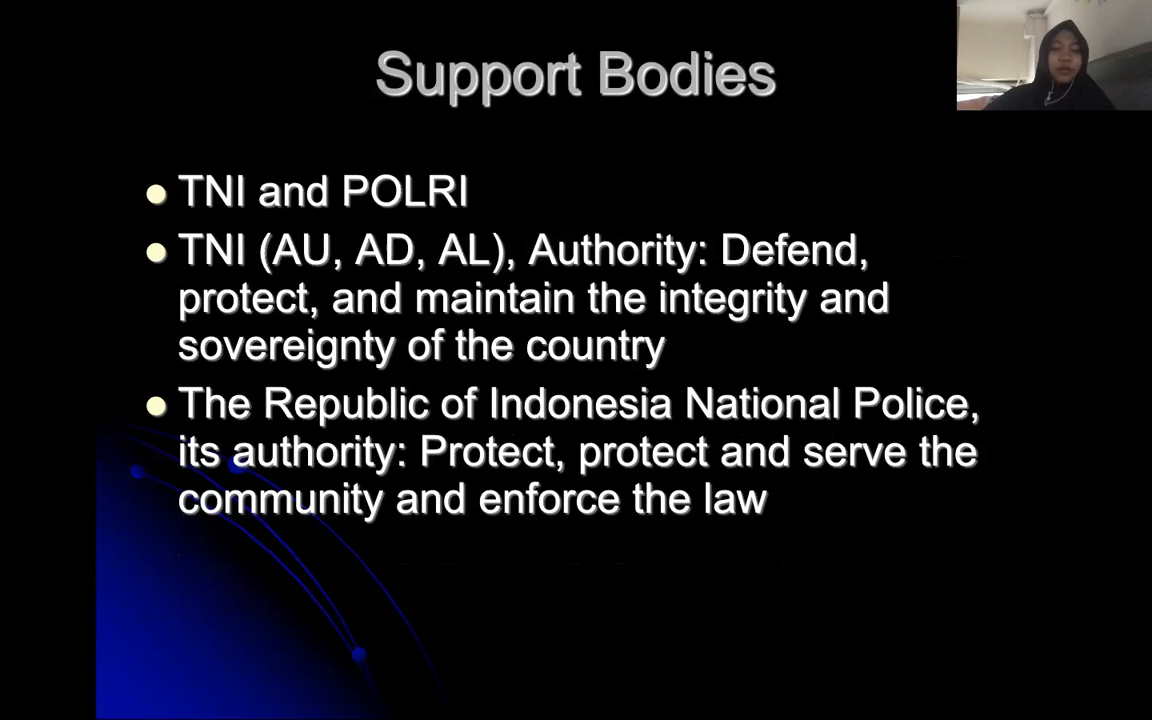 Support Bodies
TNI and POLRI
TNI (AU, AD, AL), Authority: Defend,
protect, and maintain the integrity and
sovereignty of the country
The Republic of Indonesia National Police,
its authority: Protect, protect and serve the
community and enforce the law